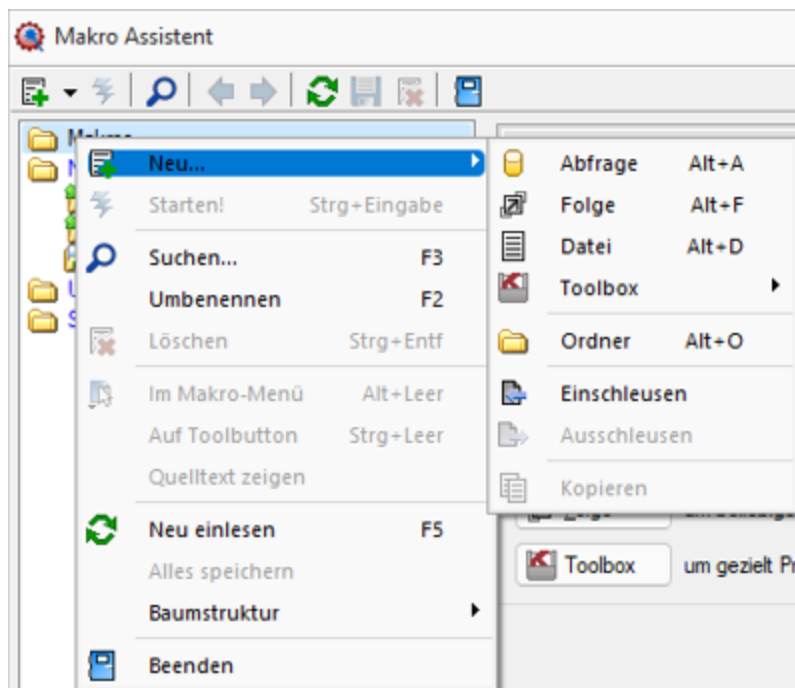 Makro Assistent
Neu...
Starten! Strg+Eingabe
Suchen... F3
Umbenennen F2
Löschen Strg+Entf
Im Makro-Menü Alt+Leer
Auf Toolbutton Strg+Leer
Quelltext zeigen
Neu einlesen F5
Alles speichern
Baumstruktur
Beenden
Abfrage Alt+A
Folge Alt+F
Datei Alt+D
Toolbox
Ordner Alt+O
Einschleusen
Ausschleusen
Kopieren
Toolbox um gezielt